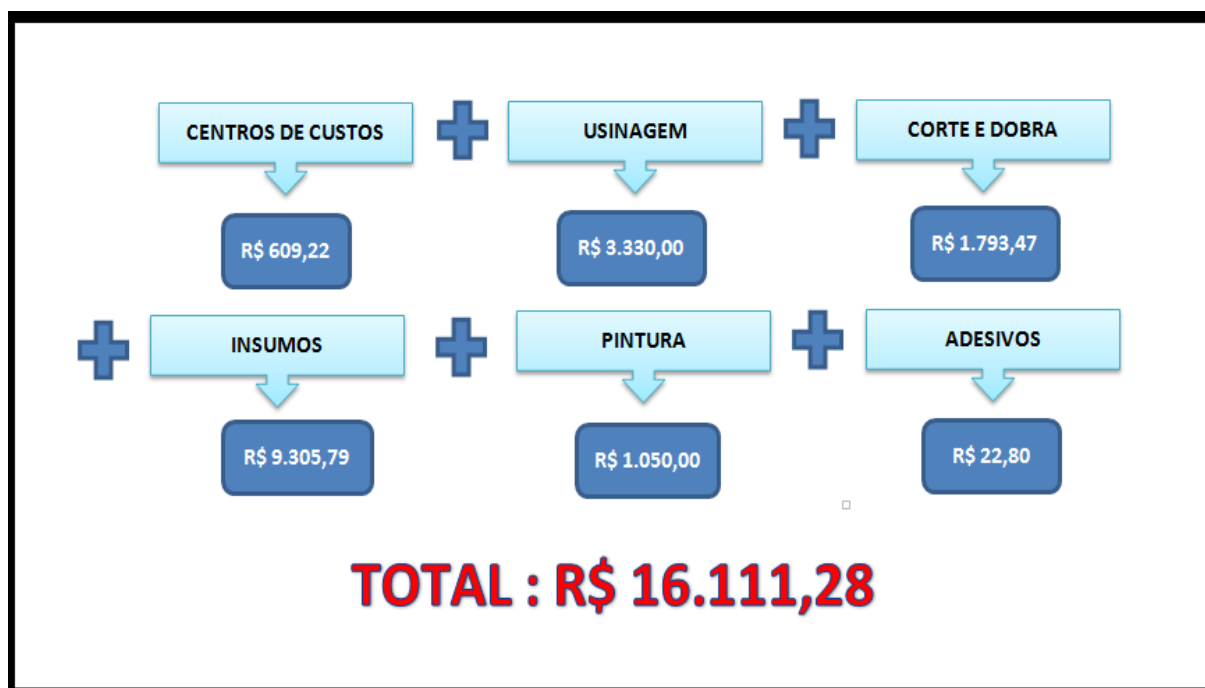 CENTROS DE CUSTOS
USINAGEM
CORTE E DOBRA
R$ 609,22
R$ 3.330,00
R$ 1.793,47
INSUMOS
PINTURA
ADESIVOS
R$ 9.305,79
R$ 1.050,00
R$ 22,80
TOTAL : R$ 16.111,28